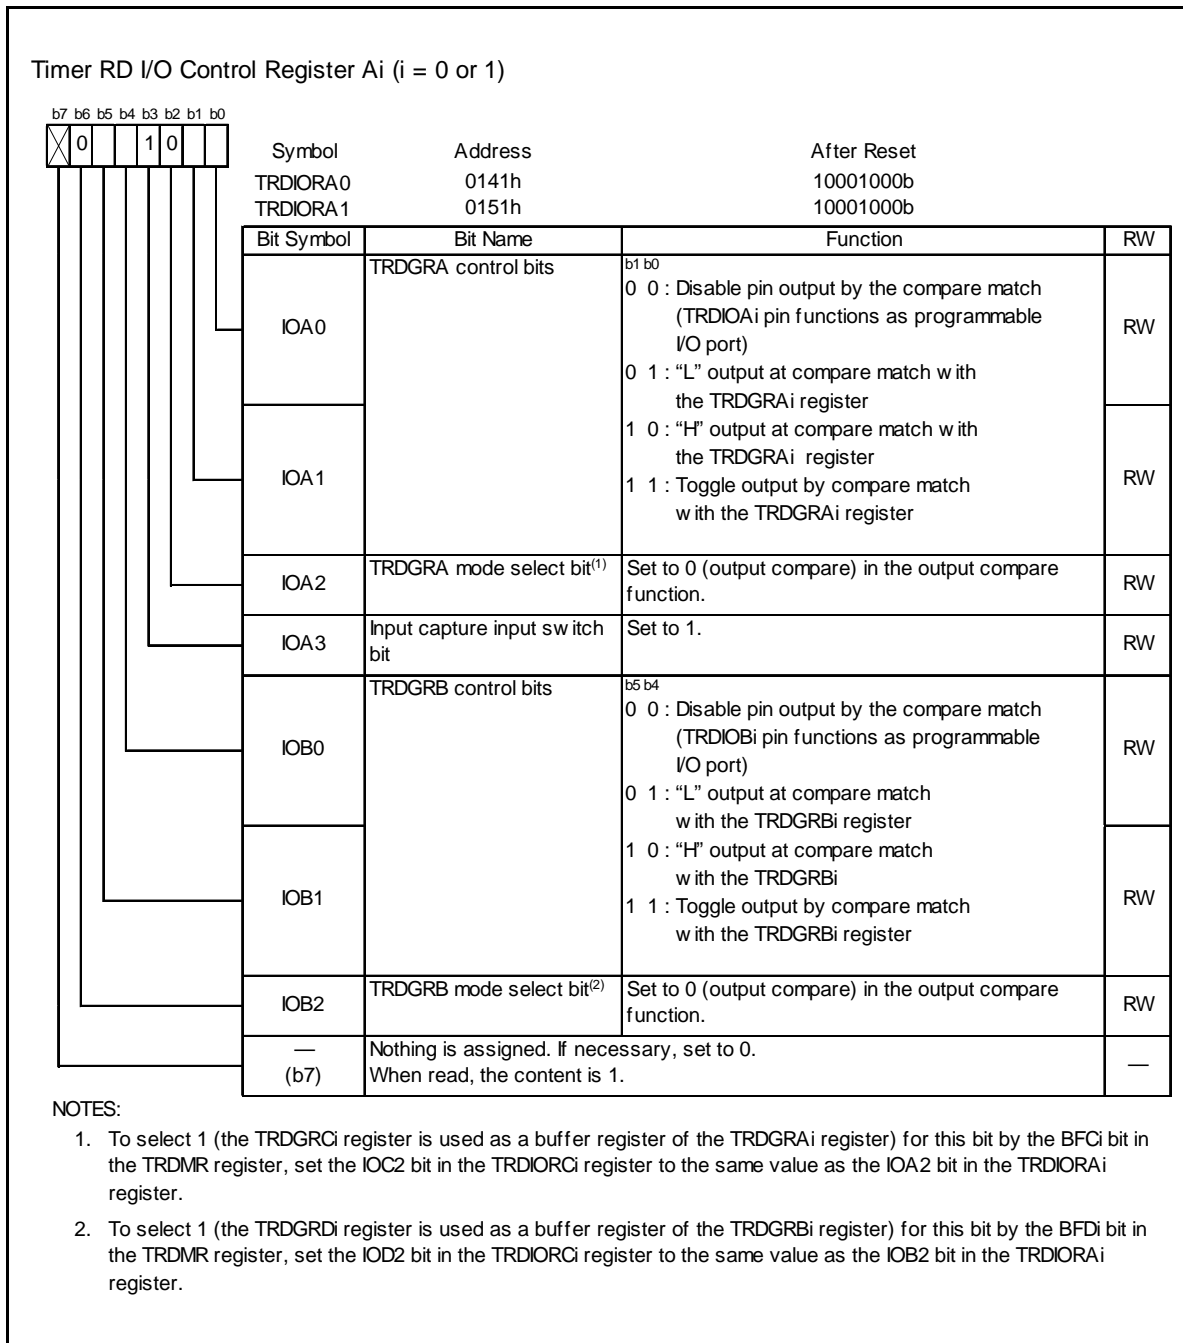 Timer RD I/O Control Register Ai (i = 0 or 1)
b7 b6 b5 b4 b3 b2 b1 b0
0 1 0
Symbol Address After Reset
TRDIORA0 0141h 10001000b
TRDIORA1 0151h 10001000b
Bit Symbol Bit Name Function RW
IOA0 TRDGRA control bits b1 b0
0 0 : Disable pin output by the compare match
(TRDIOAi pin functions as programmable
I/O port)
RW
0 1 : “L” output at compare match with
the TRDGRAi register
1 0 : “H” output at compare match with
the TRDGRAi register
IOA1 RW
1 1 : Toggle output by compare match
with the TRDGRAi register
IOA2 TRDGRA mode select bit(1) Set to 0 (output compare) in the output compare
function.
RW
IOA3 Input capture input switch
bit
Set to 1. RW
IOB0 TRDGRB control bits b5 b4
0 0 : Disable pin output by the compare match
(TRDIOBi pin functions as programmable
I/O port)
RW
0 1 : “L” output at compare match
with the TRDGRBi register
1 0 : “H” output at compare match
with the TRDGRBi
IOB1 RW
1 1 : Toggle output by compare match
with the TRDGRBi register
IOB2 TRDGRB mode select bit(2) Set to 0 (output compare) in the output compare
function.
RW
—
(b7)
Nothing is assigned. If necessary, set to 0.
When read, the content is 1.
—
NOTES:
1. To select 1 (the TRDGRCi register is used as a buffer register of the TRDGRAi register) for this bit by the BFCi bit in
the TRDMR register, set the IOC2 bit in the TRDIORCi register to the same value as the IOA2 bit in the TRDIORAi
register.
2. To select 1 (the TRDGRDi register is used as a buffer register of the TRDGRBi register) for this bit by the BFDi bit in
the TRDMR register, set the IOD2 bit in the TRDIORCi register to the same value as the IOB2 bit in the TRDIORAi
register.